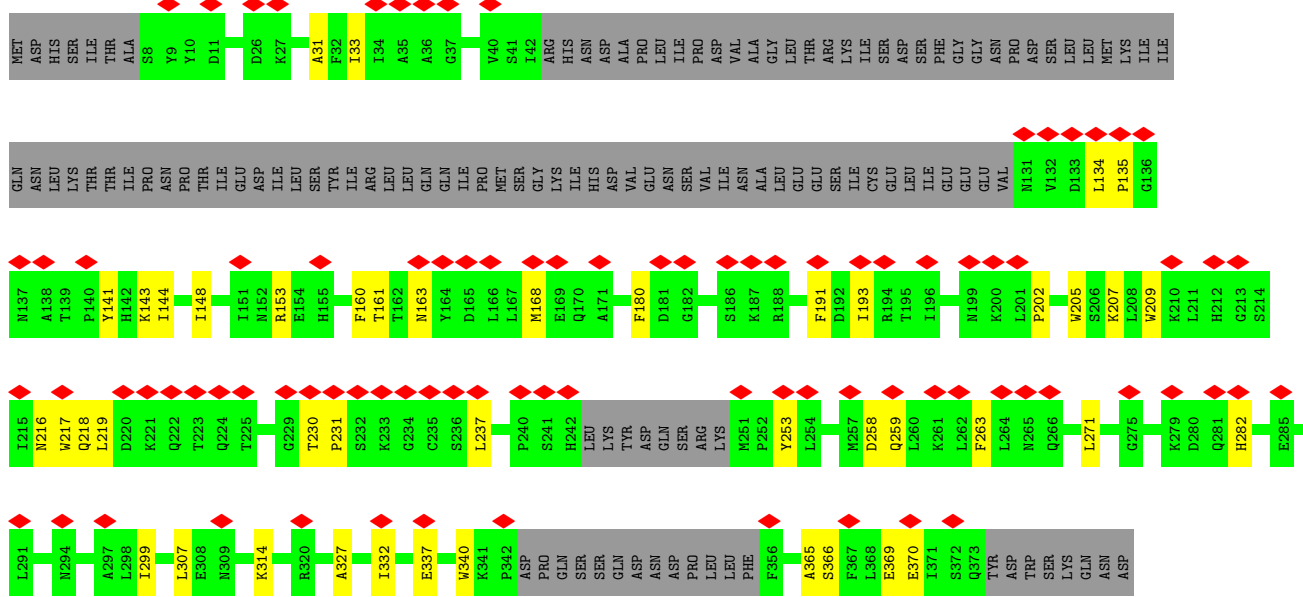 MET ASP HIS SER ILE THR ALA S8 Y9 Y10 D11 D26 K27 A31 F32 I33 I34 A35 A36 G37 V40 S41 I42 ARG HIS ASN ASP ALA PRO LEU ILE PRO ASP VAL ALA GLY LEU THR ARG LYS ILE SER ASP SER PHE GLY GLY ASN PRO ASP SER LEU LEU MET LYS ILE ILE
GLN ASN LEU LYS THR THR ILE PRO ASN PRO THR ILE GLU ASP ILE LEU SER TYR ILE ARG LEU LEU GLN GLN ILE PRO MET SER GLY LYS ILE HIS ASP VAL GLU ASN SER VAL ILE ASN ALA LEU GLU GLU SER ILE CYS GLU LEU ILE GLU GLU GLU VAL N131 V132 D133 L134 P135 G136
N137 A138 T139 P140 Y141 H142 K143 I144 I148 I151 N152 R153 E154 H155 F160 T161 T162 N163 Y164 D165 L166 L167 M168 E169 Q170 A171 F180 D181 G182 S186 K187 R188 F191 D192 I193 R194 T195 I196 N199 K200 L201 P202 W205 S206 K207 L208 W209 K210 L211 H212 G213 S214
I215 N216 W217 Q218 L219 D220 K221 Q222 T223 Q224 T225 G229 T230 P231 S232 K233 G234 C235 S236 L237 P240 S241 H242 LEU LYS TYR ASP GLN SER ARG LYS M251 P252 Y253 L254 M257 D258 Q259 L260 K261 L262 F263 L264 N265 Q266 L271 G275 K279 D280 Q281 H282 E285
L291 N294 A297 L298 I299 L307 E308 N309 K314 R320 A327 I332 E337 W340 K341 P342 ASP PRO GLN SER SER GLN ASP ASN ASP PRO LEU LEU PHE F356 A365 S366 F367 L368 E369 E370 I371 S372 Q373 TYR ASP TRP SER LYS GLN ASN ASP